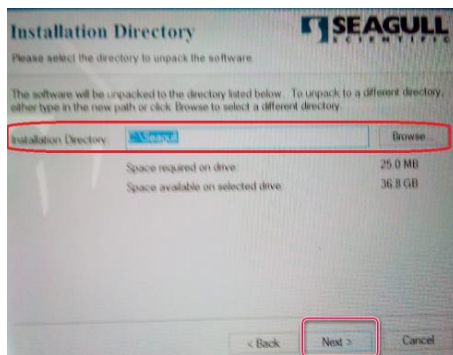 Installation Directory
SEAGULL
SCIENTIFIC
Please select the directory to unpack the software.
The software will be unpacked to the directory listed below. To unpack to a different directory,
either type in the new path or click Browse to select a different directory.
Installation Directory: C:\Seagull Browse...
Space required on drive: 25.0 MB
Space available on selected drive: 36.8 GB
< Back Next > Cancel